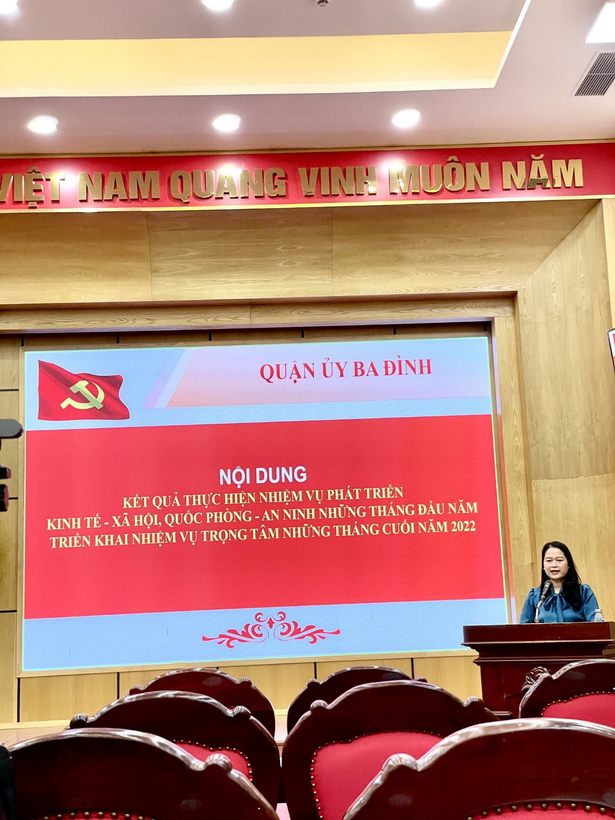 VIỆT NAM QUANG VINH MUÔN NĂM
QUẬN ỦY BA ĐÌNH
NỘI DUNG
KẾT QUẢ THỰC HIỆN NHIỆM VỤ PHÁT TRIỂN
KINH TẾ - XÃ HỘI, QUỐC PHÒNG - AN NINH NHỮNG THÁNG ĐẦU NĂM
TRIỂN KHAI NHIỆM VỤ TRỌNG TÂM NHỮNG THÁNG CUỐI NĂM 2022